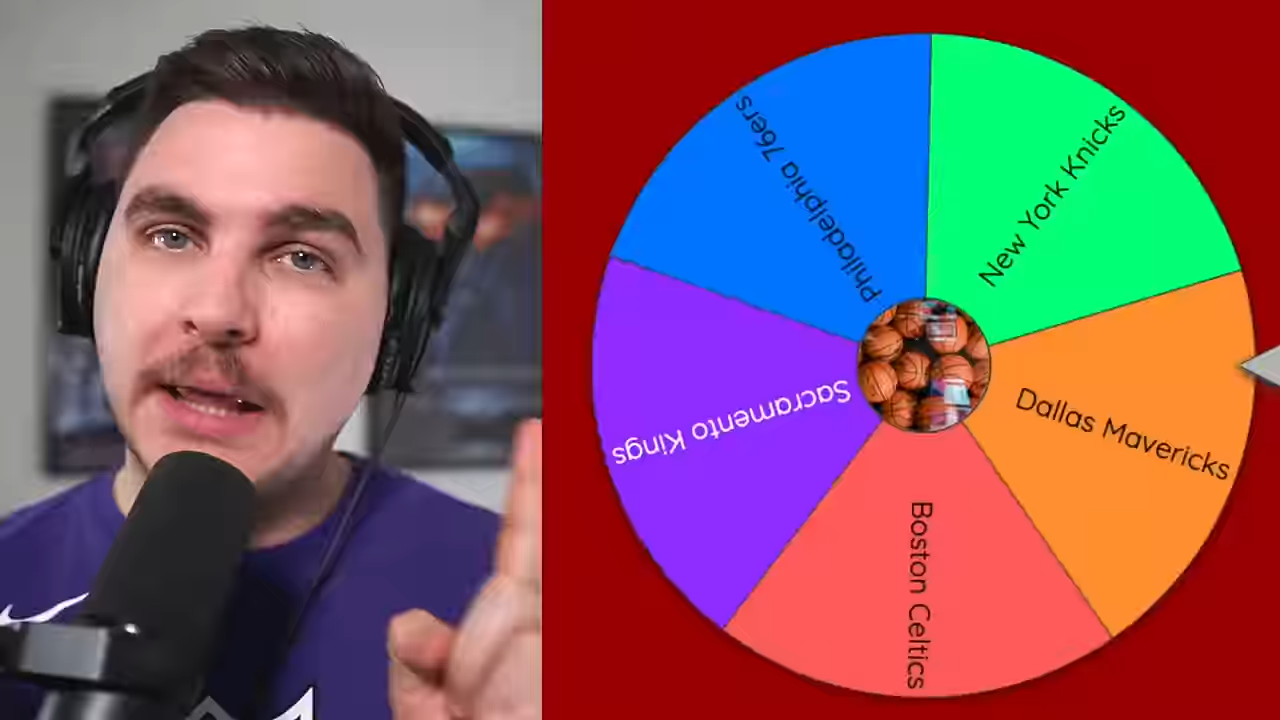 Philadelphia 76ers
New York Knicks
Sacramento Kings
Dallas Mavericks
Boston Celtics